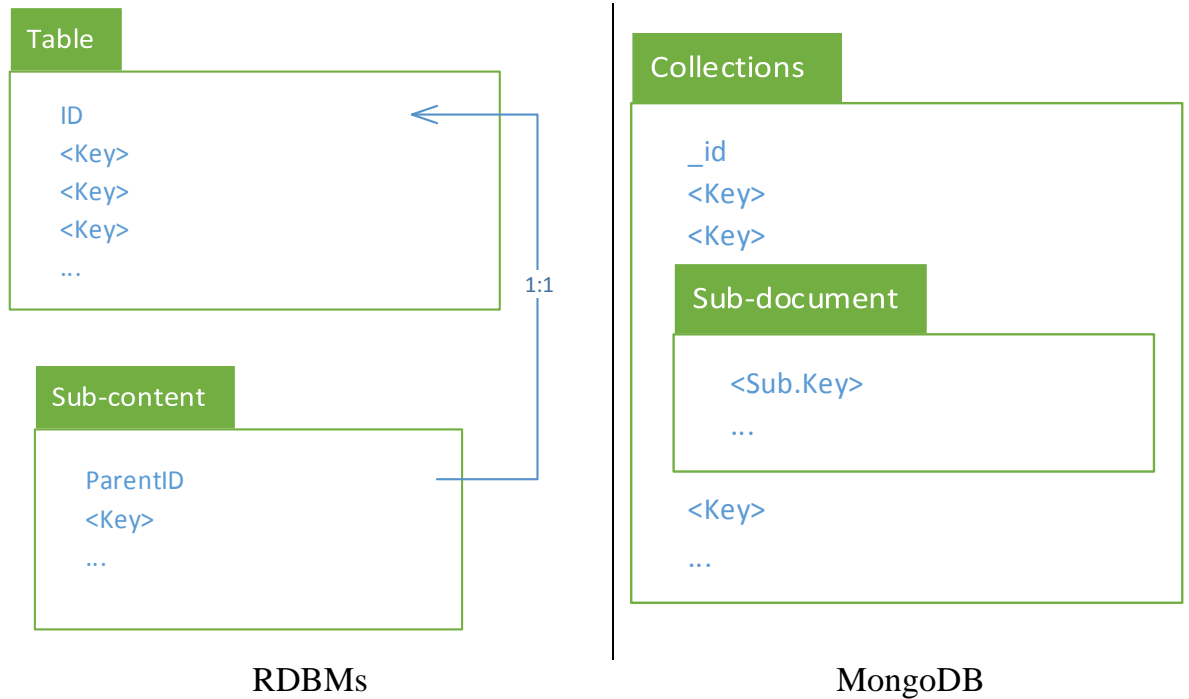 Table
ID
<Key>
<Key>
<Key>
...
1:1
Sub-content
ParentID
<Key>
...
RDBMs
Collections
_id
<Key>
<Key>
Sub-document
<Sub.Key>
...
<Key>
...
MongoDB